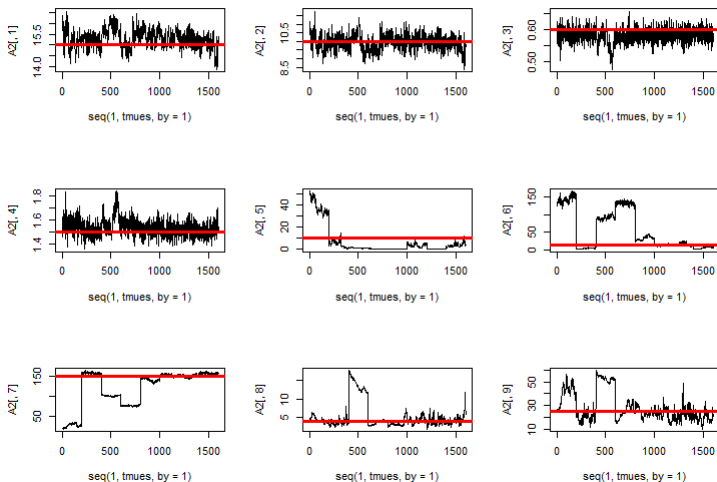 A2[, 1]
14.0 15.5
0 500 1000 1500
seq(1, tmues, by = 1)
A2[, 2]
8.5 10.5
0 500 1000 1500
seq(1, tmues, by = 1)
A2[, 3]
0.50 0.60
0 500 1000 1500
seq(1, tmues, by = 1)
A2[, 4]
1.4 1.6 1.8
0 500 1000 1500
seq(1, tmues, by = 1)
A2[, 5]
0 20 40
0 500 1000 1500
seq(1, tmues, by = 1)
A2[, 6]
0 50 150
0 500 1000 1500
seq(1, tmues, by = 1)
A2[, 7]
50 150
0 500 1000 1500
seq(1, tmues, by = 1)
A2[, 8]
5 10
0 500 1000 1500
seq(1, tmues, by = 1)
A2[, 9]
10 30 50
0 500 1000 1500
seq(1, tmues, by = 1)